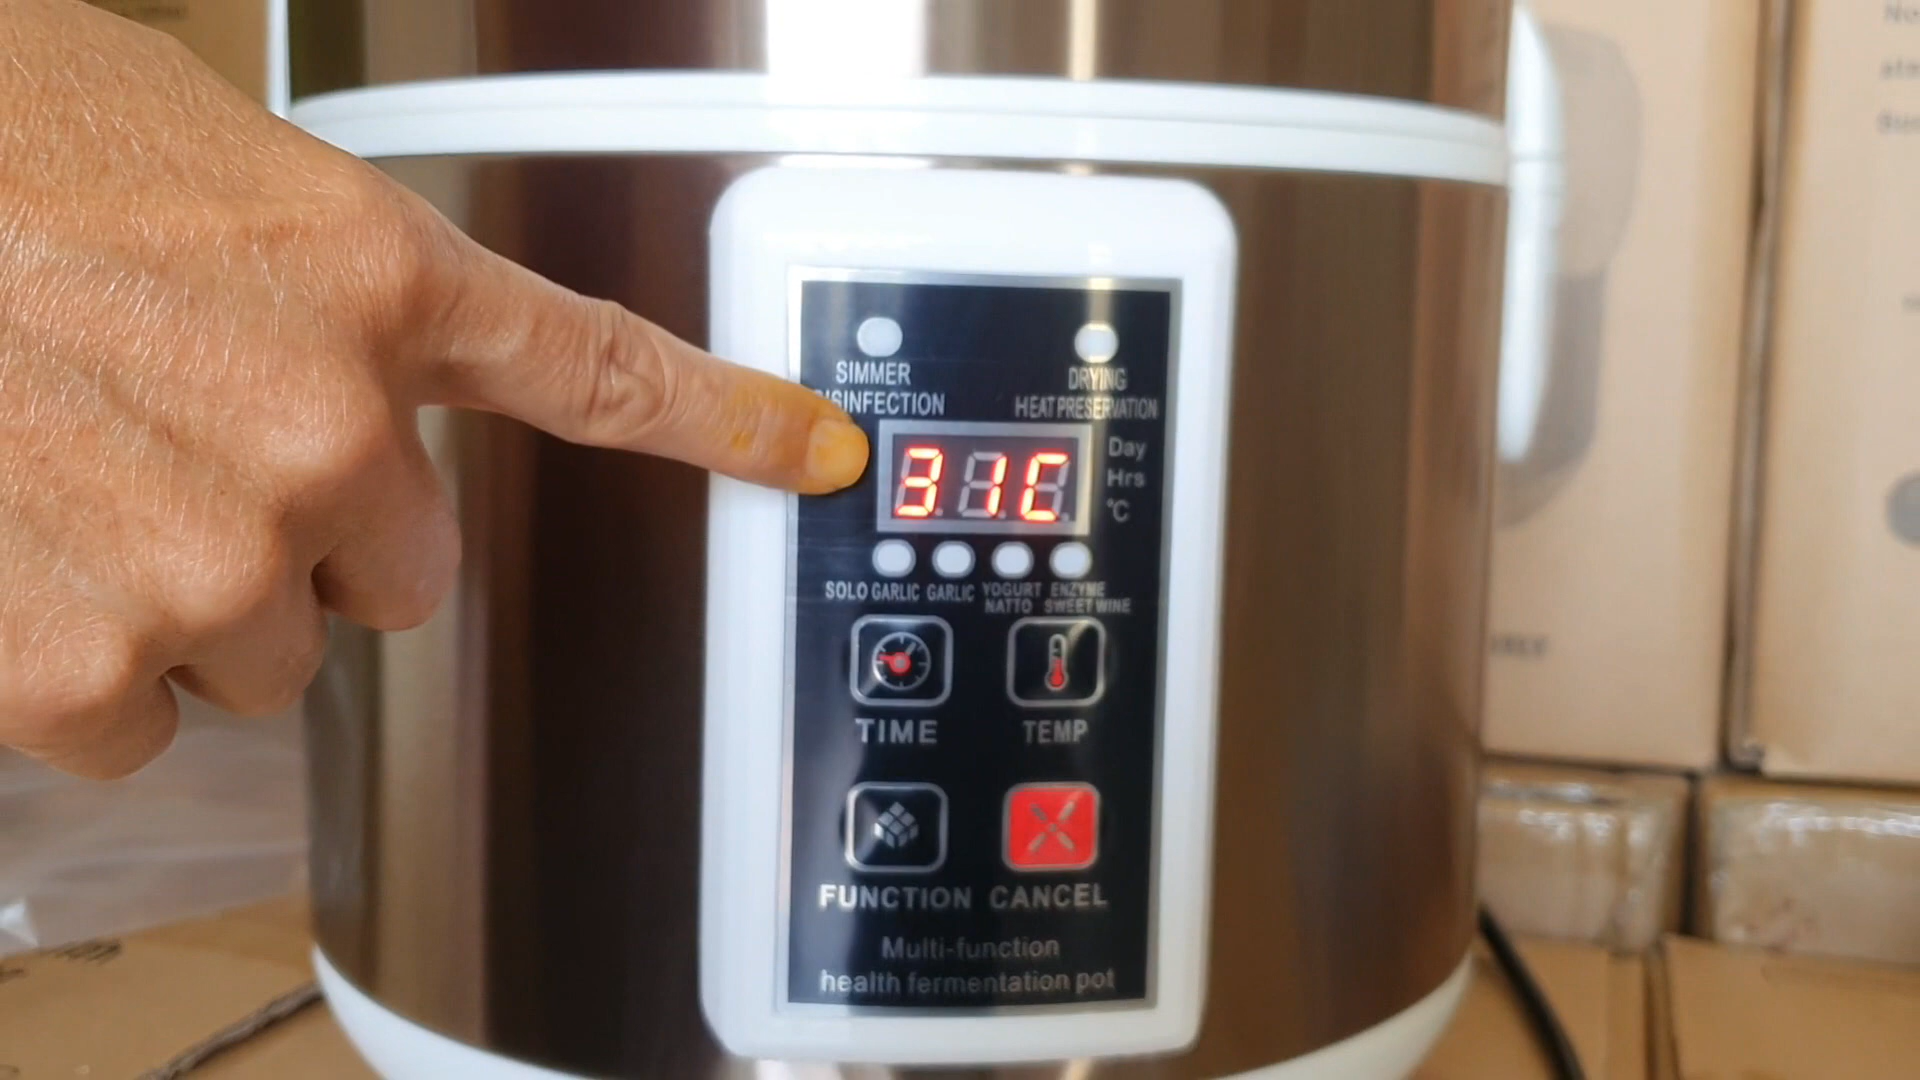 SIMMER
DRYING
ISINFECTION
HEAT PRESERVATION
31C
Day
Hrs
°C
SOLO GARLIC GARLIC YOGURT ENZYME
NATTO SWEET WINE
TIME TEMP
FUNCTION CANCEL
Multi-function
health fermentation pot